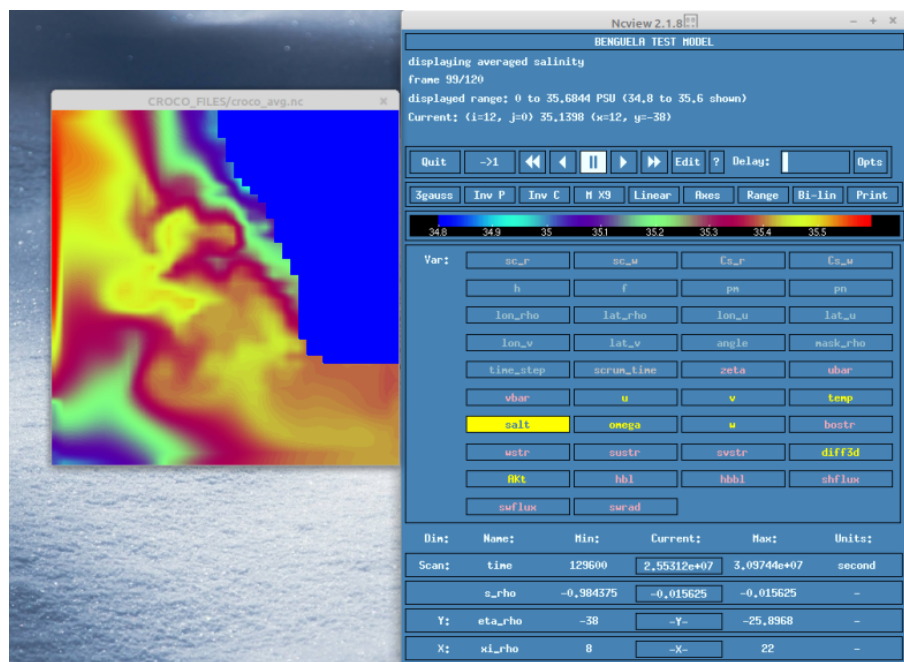 Ncview 2.1.8
BENGUELA TEST MODEL
displaying averaged salinity
frame 99/120
displayed range: 0 to 35.6844 PSU (34.8 to 35.6 shown)
Current: (i=12, j=0) 35.1398 (x=12, y=-38)
CROCO_FILES/croco_avg.nc
Quit ->1 Edit ? Delay: Opts
3gauss Inv P Inv C M X9 Linear Axes Range Bi-lin Print
34.8 34.9 35 35.1 35.2 35.3 35.4 35.5
Var: sc_r sc_w Cs_r Cs_w
h f pm pn
lon_rho lat_rho lon_u lat_u
lon_v lat_v angle mask_rho
time_step scrum_time zeta ubar
vbar u v temp
salt omega w bostr
wstr sustr svstr diff3d
AKt hbl hbbl shflux
swflux swrad
Dim: Name: Min: Current: Max: Units:
Scan: time 129600 2.55312e+07 3.09744e+07 second
s_rho -0.984375 -0.015625 -0.015625 -
Y: eta_rho -38 -Y- -25.8968 -
X: xi_rho 8 -X- 22 -